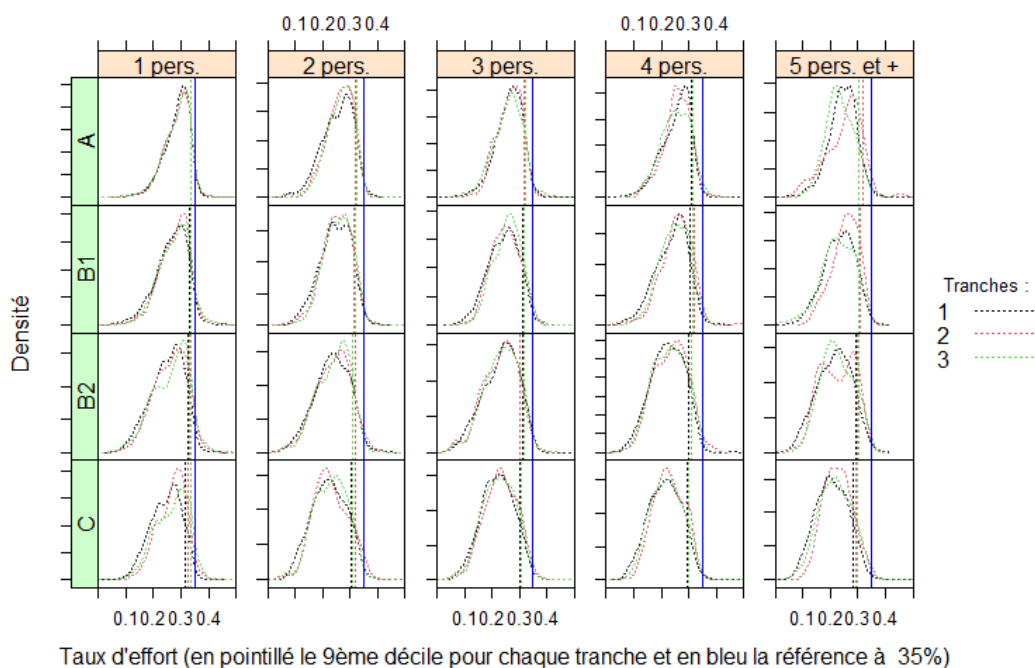 0.10.20.30.4 0.10.20.30.4
1 pers. 2 pers. 3 pers. 4 pers. 5 pers. et +
A
B1
B2
C
Densité
Tranches :
1
2
3
0.10.20.30.4 0.10.20.30.4 0.10.20.30.4
Taux d'effort (en pointillé le 9ème décile pour chaque tranche et en bleu la référence à 35%)